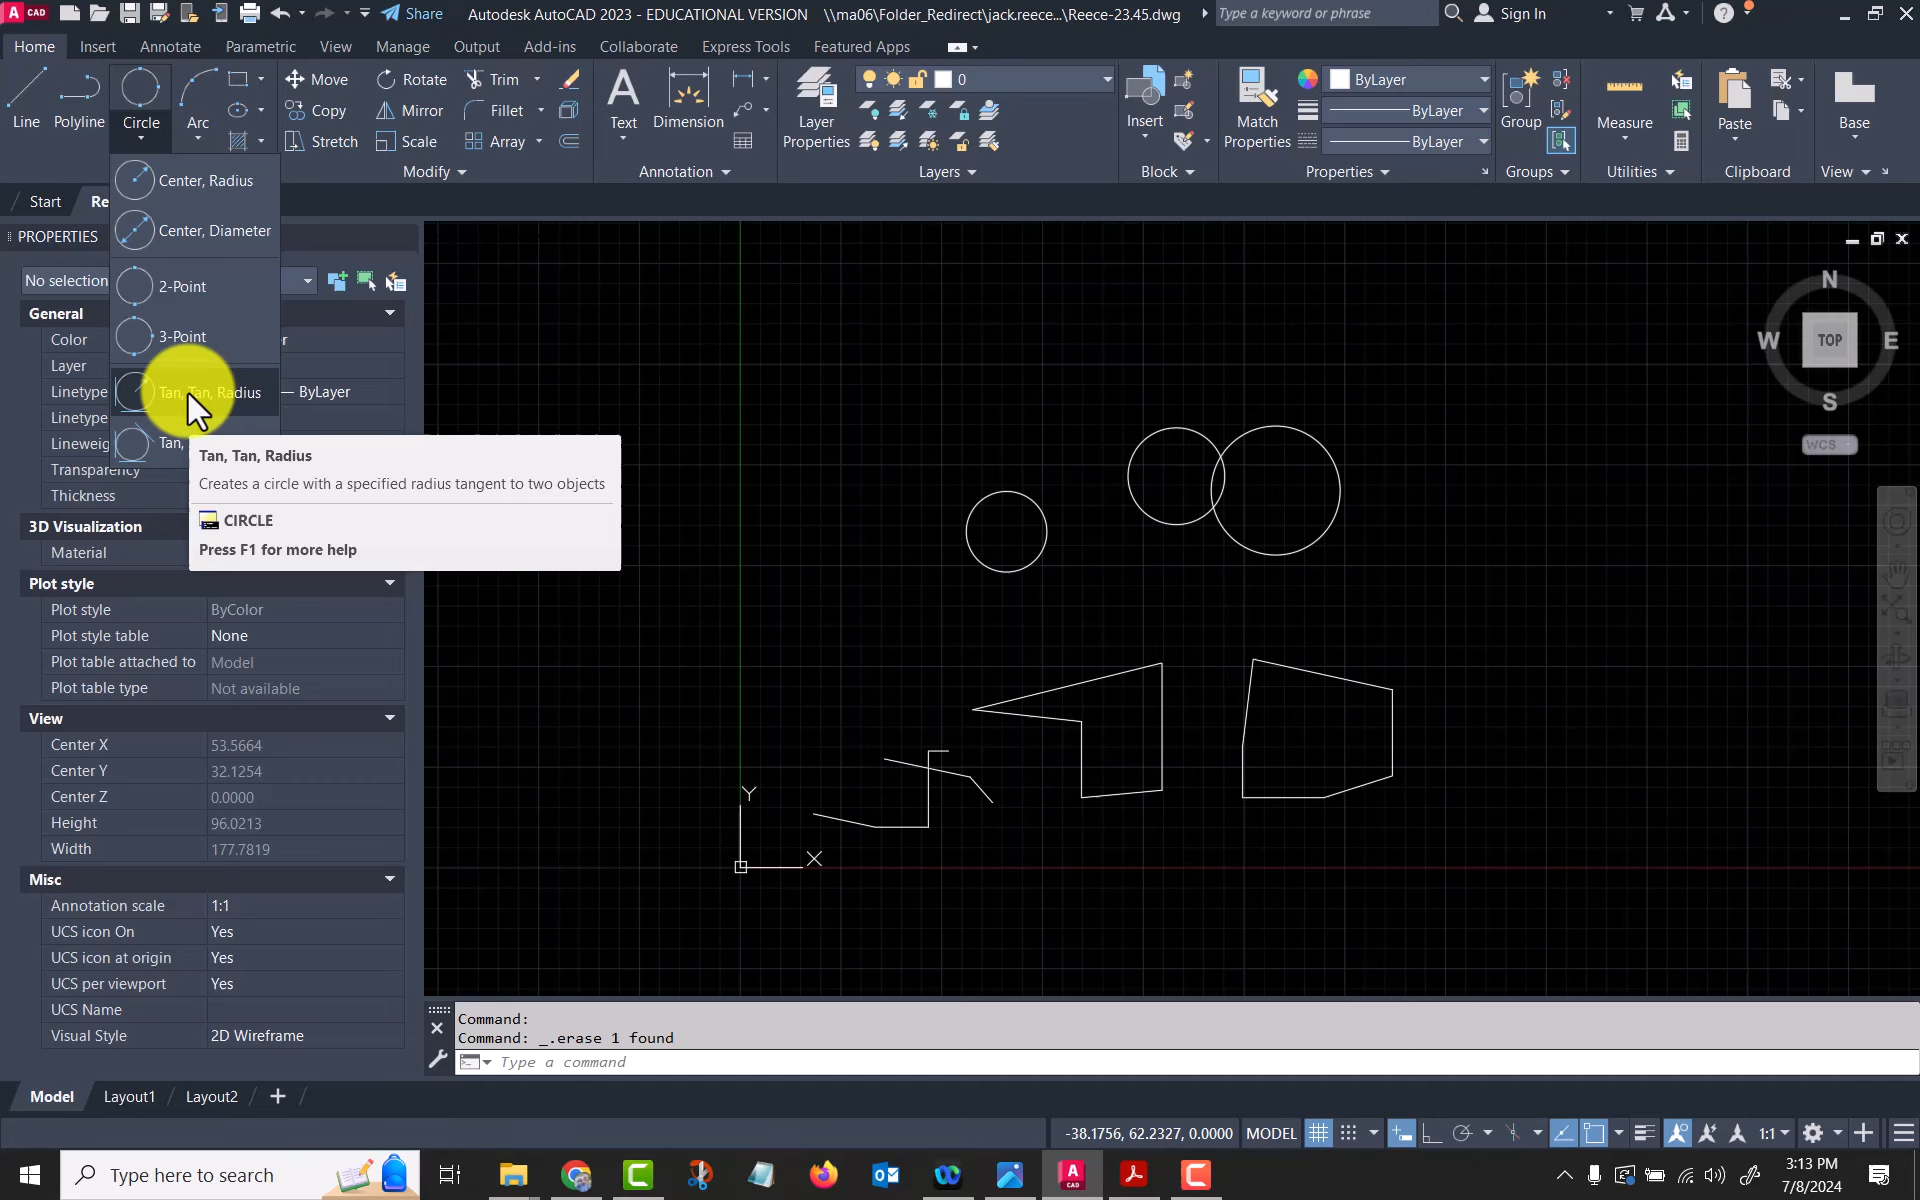 CAD
Share
Autodesk AutoCAD 2023 - EDUCATIONAL VERSION \\ma06\Folder_Redirect\jack.reece...\Reece-23.45.dwg
Type a keyword or phrase
Sign In
Home Insert Annotate Parametric View Manage Output Add-ins Collaborate Express Tools Featured Apps
Line Polyline Circle Arc
Move Rotate Trim
Copy Mirror Fillet
Stretch Scale Array
Text Dimension
Layer Properties
0
Insert
Match Properties
ByLayer
ByLayer
ByLayer
Group
Measure
Paste
Base
Modify Annotation Layers Block Properties Groups Utilities Clipboard View
Start Re
PROPERTIES
No selection
Center, Radius
Center, Diameter
2-Point
3-Point
Tan, Tan, Radius
Tan,
Tan, Tan, Radius
Creates a circle with a specified radius tangent to two objects
CIRCLE
Press F1 for more help
General
Color
Layer
Linetype ByLayer
Linetype
Lineweig
Transparency
Thickness
3D Visualization
Material
Plot style
Plot style ByColor
Plot style table None
Plot table attached to Model
Plot table type Not available
View
Center X 53.5664
Center Y 32.1254
Center Z 0.0000
Height 96.0213
Width 177.7819
Misc
Annotation scale 1:1
UCS icon On Yes
UCS icon at origin Yes
UCS per viewport Yes
UCS Name
Visual Style 2D Wireframe
N
W TOP E
S
WCS
Y
X
Command:
Command: _.erase 1 found
Type a command
Model Layout1 Layout2
-38.1756, 62.2327, 0.0000 MODEL 1:1
Type here to search
3:13 PM
7/8/2024